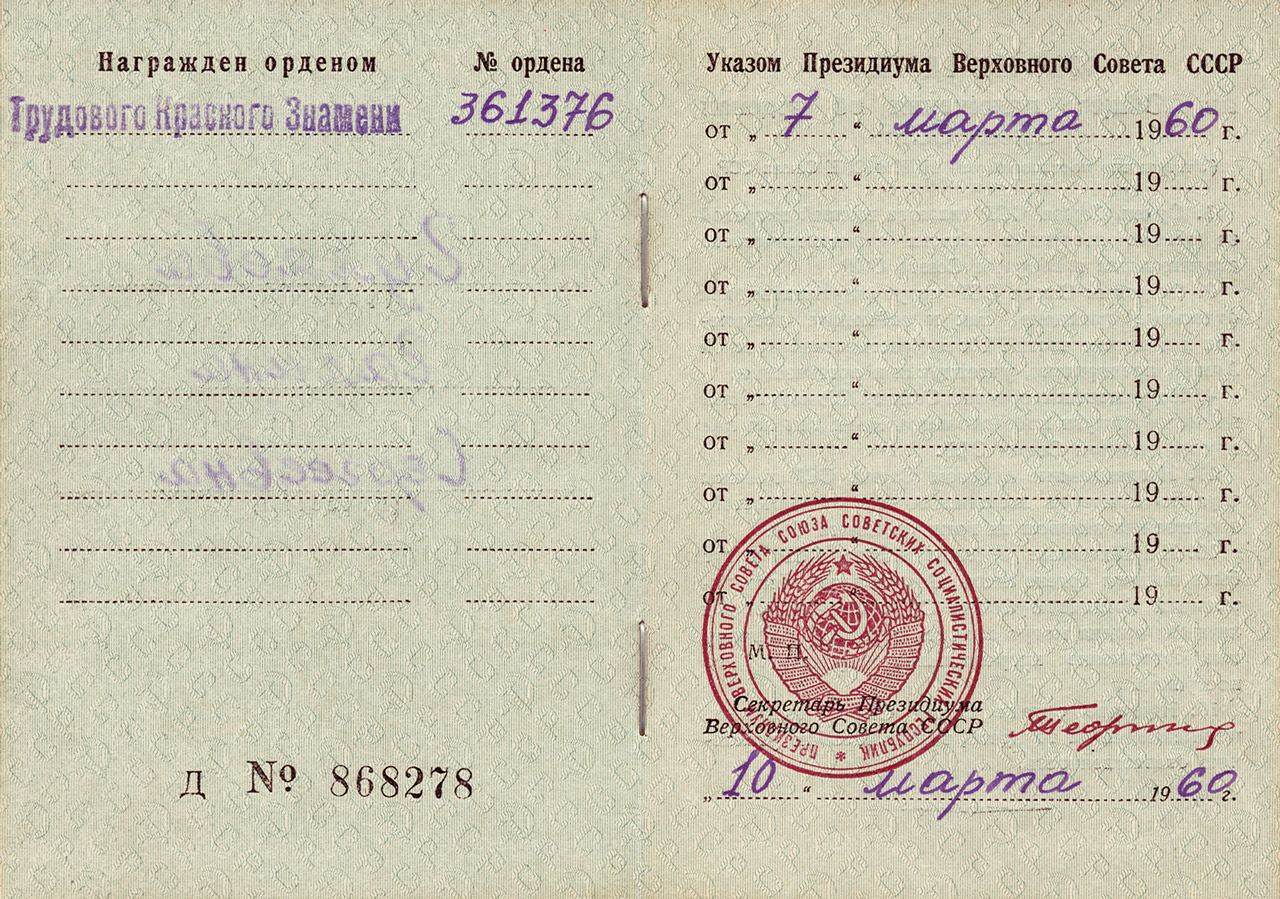 Награжден орденом № ордена
Трудового Красного Знамени 361376
Д № 868278
Указом Президиума Верховного Совета СССР
от „ 7 “ марта 1960 г.
от „ “ 19 г.
от „ “ 19 г.
от „ “ 19 г.
от „ “ 19 г.
от „ “ 19 г.
от „ “ 19 г.
от „ “ 19 г.
от „ “ 19 г.
от „ “ 19 г.
ПРЕЗИДИУМ ВЕРХОВНОГО СОВЕТА СОЮЗА СОВЕТСКИХ СОЦИАЛИСТИЧЕСКИХ РЕСПУБЛИК *
М. П.
Секретарь Президиума
Верховного Совета СССР
„ 10 “ марта 1960 г.